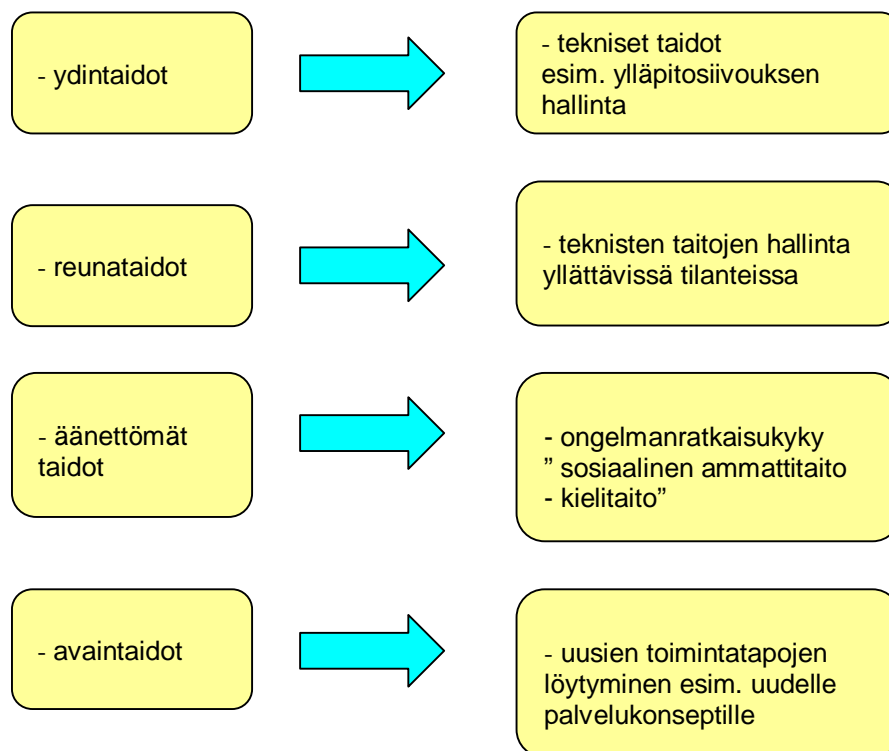 - ydintaidot
- tekniset taidot
esim. ylläpitosiivouksen
hallinta
- reunataidot
- teknisten taitojen hallinta
yllättävissä tilanteissa
- äänettömät
taidot
- ongelmanratkaisukyky
” sosiaalinen ammattitaito
- kielitaito”
- avaintaidot
- uusien toimintatapojen
löytyminen esim. uudelle
palvelukonseptille